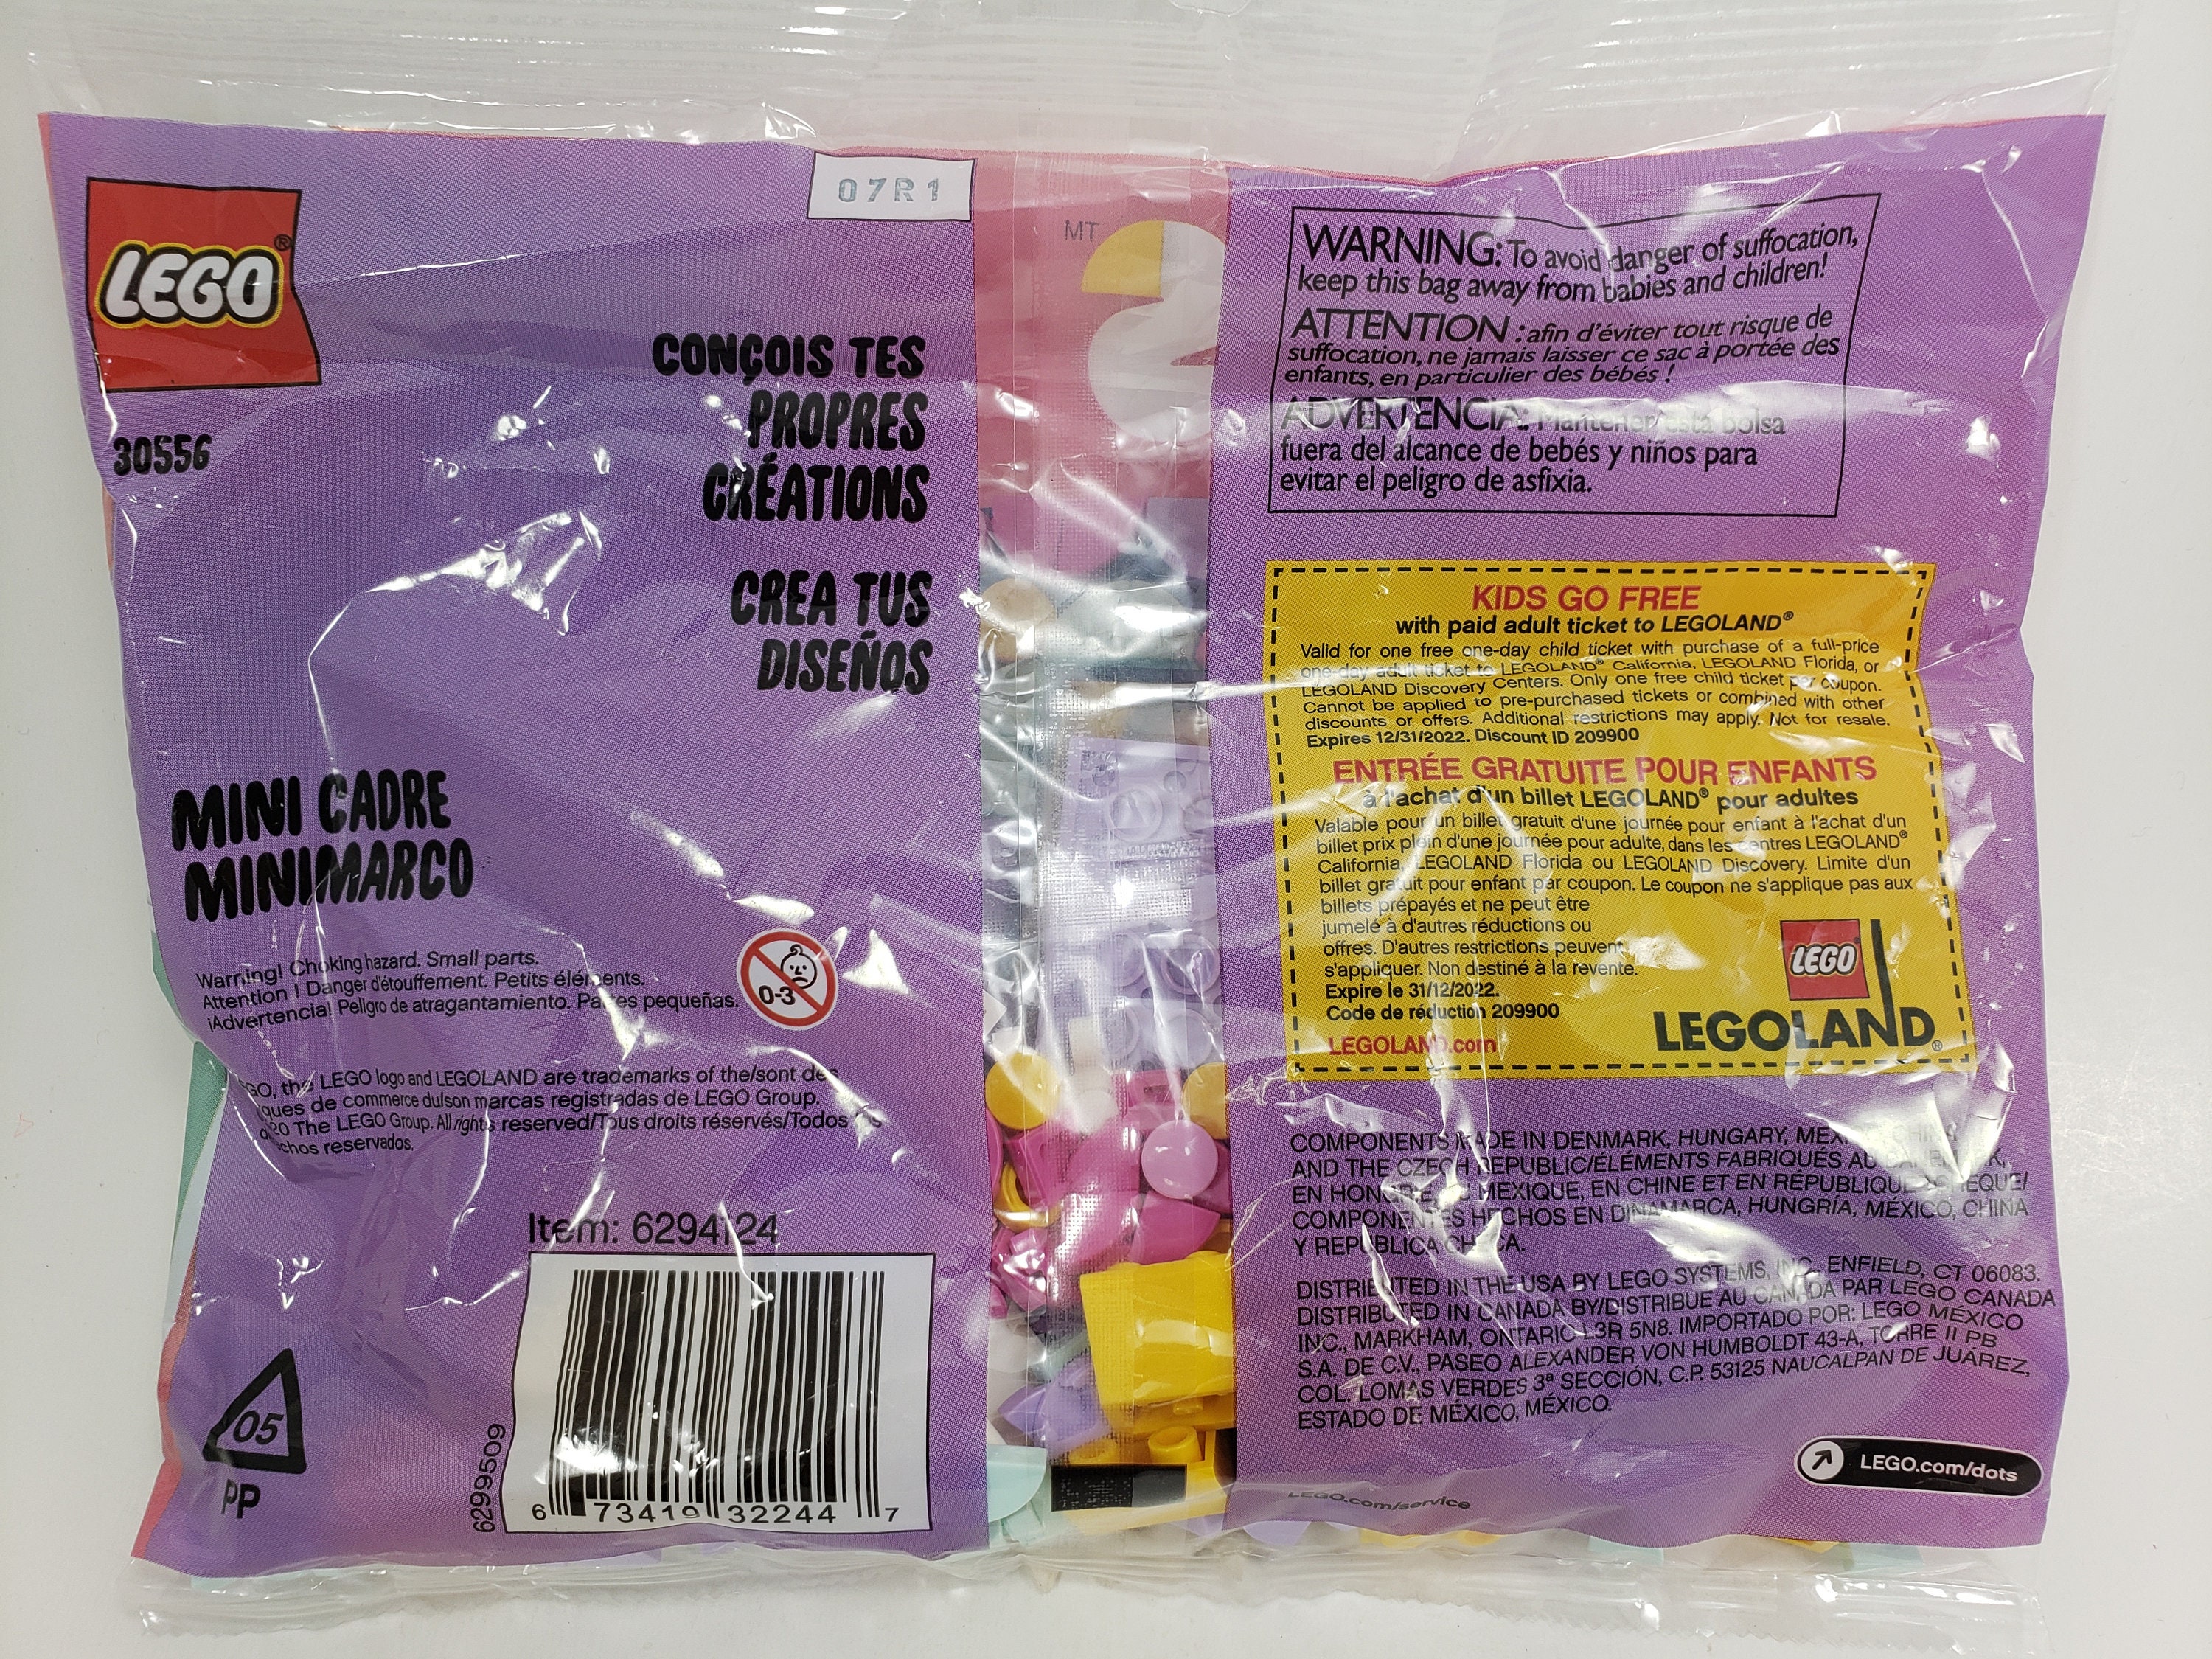 LEGO®
07R1
30556
CONÇOIS TES
PROPRES
CRÉATIONS
CREA TUS
DISEÑOS
MINI CADRE
MINIMARCO
Warning! Choking hazard. Small parts.
Attention ! Danger d'étouffement. Petits éléments.
¡Advertencia! Peligro de atragantamiento. Partes pequeñas.
0-3
the LEGO logo and LEGOLAND are trademarks of the/sont des
de commerce du/son marcas registradas de LEGO Group.
The LEGO Group. All rights reserved/Tous droits réservés/Todos
reservados.
Item: 6294124
6 73419 32244 7
6299509
05
PP
MT
WARNING: To avoid danger of suffocation,
keep this bag away from babies and children!
ATTENTION : afin d'éviter tout risque de
suffocation, ne jamais laisser ce sac à portée des
enfants, en particulier des bébés !
ADVERTENCIA: Mantener esta bolsa
fuera del alcance de bebés y niños para
evitar el peligro de asfixia.
KIDS GO FREE
with paid adult ticket to LEGOLAND®
Valid for one free one-day child ticket with purchase of a full-price
one-day adult ticket to LEGOLAND® California, LEGOLAND Florida, or
LEGOLAND Discovery Centers. Only one free child ticket per coupon.
Cannot be applied to pre-purchased tickets or combined with other
discounts or offers. Additional restrictions may apply. Not for resale.
Expires 12/31/2022. Discount ID 209900
ENTRÉE GRATUITE POUR ENFANTS
à l'achat d'un billet LEGOLAND® pour adultes
Valable pour un billet gratuit d'une journée pour enfant à l'achat d'un
billet prix plein d'une journée pour adulte, dans les centres LEGOLAND®
California, LEGOLAND Florida ou LEGOLAND Discovery. Limite d'un
billet gratuit pour enfant par coupon. Le coupon ne s'applique pas aux
billets prépayés et ne peut être
jumelé à d'autres réductions ou
offres. D'autres restrictions peuvent
s'appliquer. Non destiné à la revente.
Expire le 31/12/2022.
Code de réduction 209900
LEGOLAND.com
LEGO
LEGOLAND®
COMPONENTS MADE IN DENMARK, HUNGARY,
AND THE CZECH REPUBLIC/ÉLÉMENTS FABRIQUÉS AU
EN HONGRIE, AU MEXIQUE, EN CHINE ET EN RÉPUBLIQUE TCHÈQUE/
COMPONENTES HECHOS EN DINAMARCA, HUNGRÍA, MÉXICO, CHINA
Y REPÚBLICA CHECA.
DISTRIBUTED IN THE USA BY LEGO SYSTEMS, INC., ENFIELD, CT 06083.
DISTRIBUTED IN CANADA BY/DISTRIBUE AU CANADA PAR LEGO CANADA
INC., MARKHAM, ONTARIO L3R 5N8. IMPORTADO POR: LEGO MÉXICO
S.A. DE C.V., PASEO ALEXANDER VON HUMBOLDT 43-A, TORRE II PB
COL. LOMAS VERDES 3ª SECCIÓN, C.P. 53125 NAUCALPAN DE JUÁREZ,
ESTADO DE MÉXICO, MÉXICO.
LEGO.com/service
LEGO.com/dots